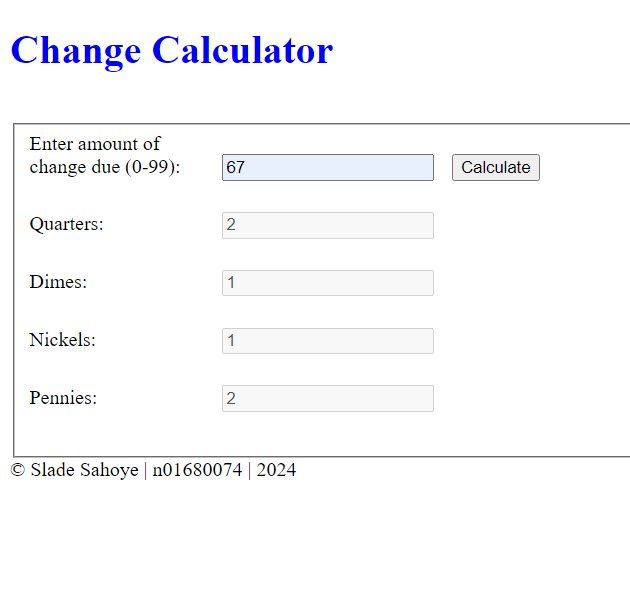 Change Calculator
Enter amount of
change due (0-99): 67 Calculate
Quarters: 2
Dimes: 1
Nickels: 1
Pennies: 2
© Slade Sahoye | n01680074 | 2024